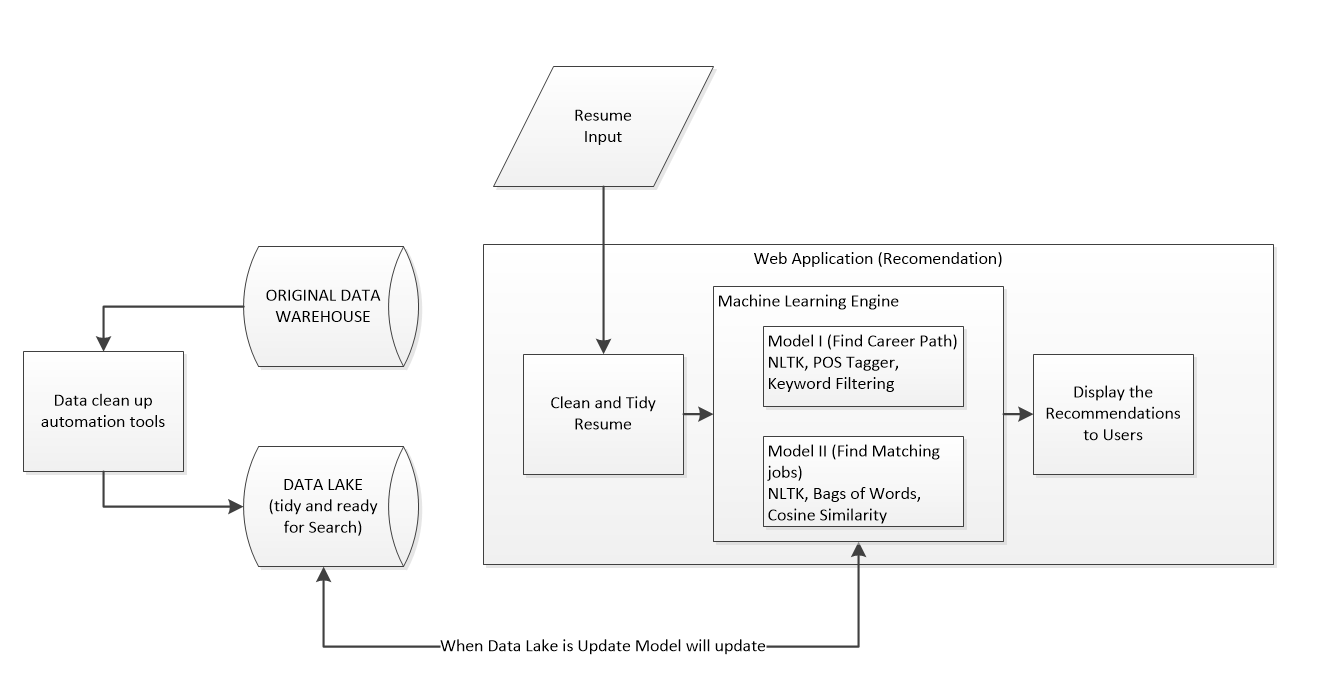 Resume
Input
Web Application (Recomendation)
ORIGINAL DATA
WAREHOUSE
Machine Learning Engine
Model I (Find Career Path)
NLTK, POS Tagger,
Keyword Filtering
Data clean up
automation tools
Clean and Tidy
Resume
Display the
Recommendations
to Users
Model II (Find Matching
jobs)
NLTK, Bags of Words,
Cosine Similarity
DATA LAKE
(tidy and ready
for Search)
When Data Lake is Update Model will update